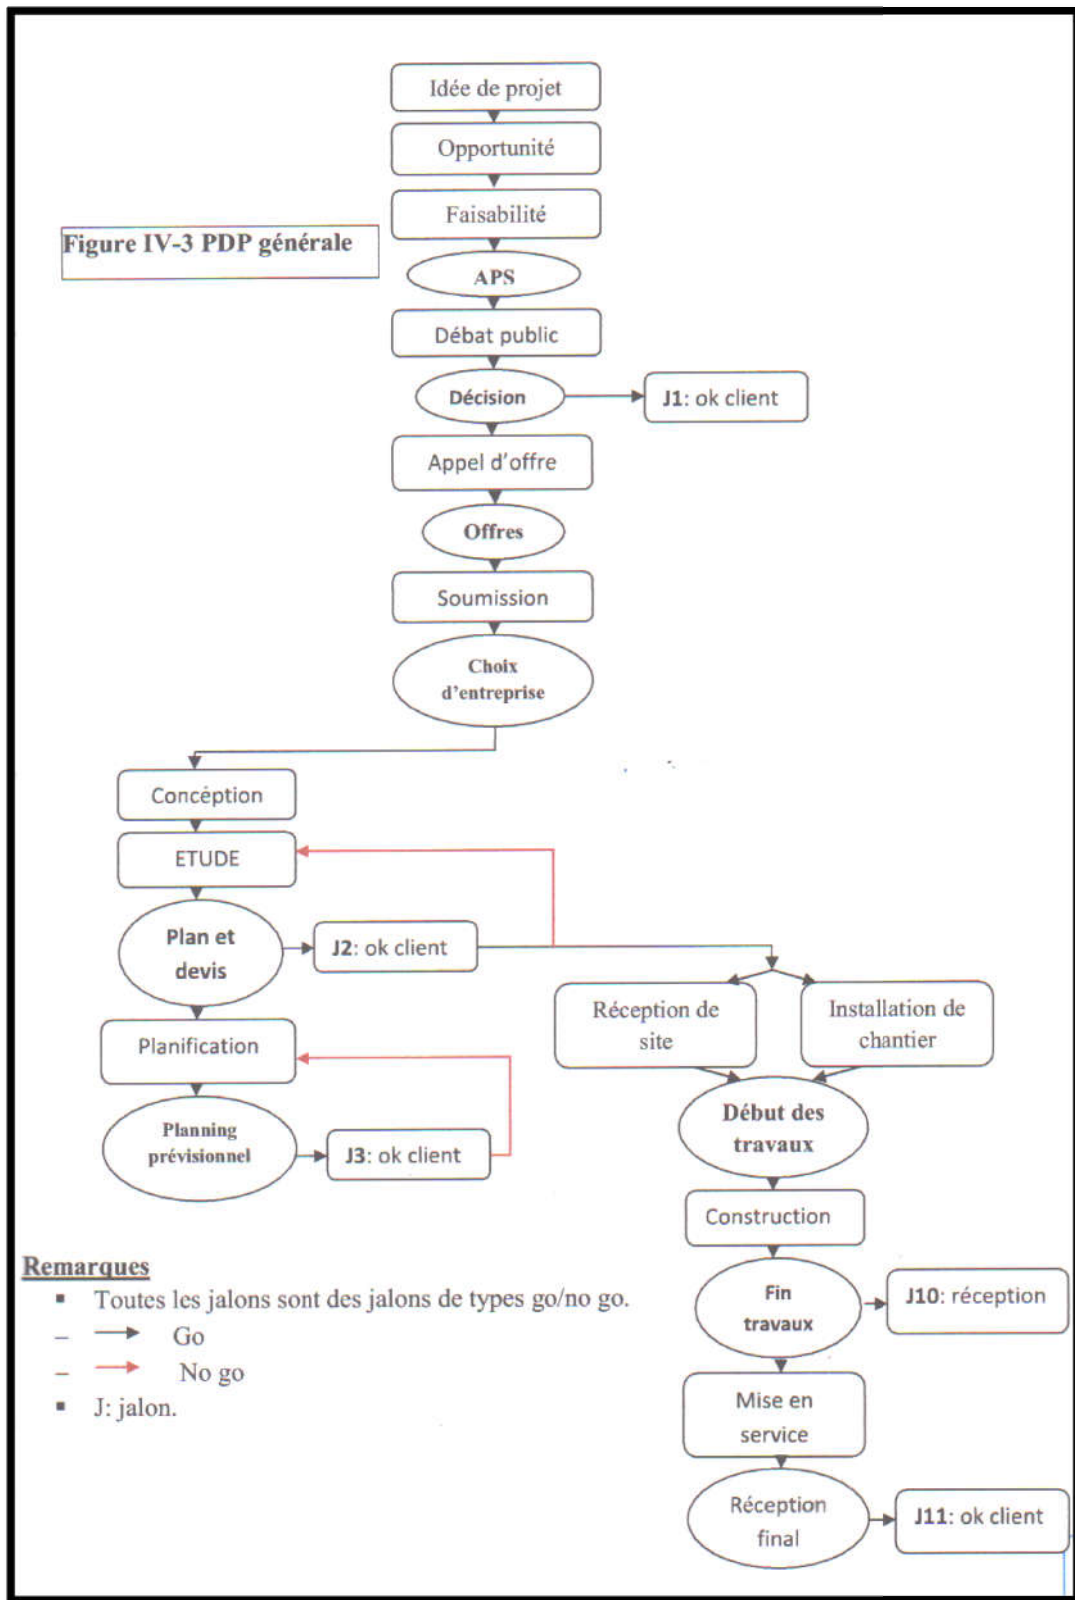 Idée de projet
Opportunité
Faisabilité
Figure IV-3 PDP générale
APS
Débat public
Décision
J1: ok client
Appel d'offre
Offres
Soumission
Choix
d'entreprise
Concéption
ETUDE
Plan et
devis
J2: ok client
Réception de
site
Installation de
chantier
Planification
Planning
prévisionnel
J3: ok client
Début des
travaux
Construction
Fin
travaux
J10: réception
Mise en
service
Réception
final
J11: ok client
Remarques
▪ Toutes les jalons sont des jalons de types go/no go.
– Go
– No go
▪ J: jalon.